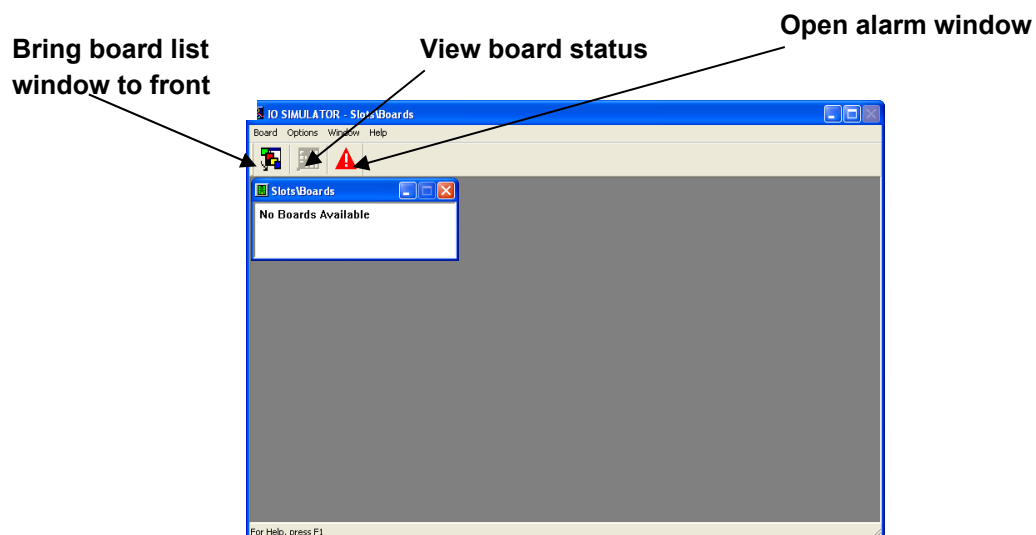 Open alarm window
Bring board list
window to front
View board status
IO SIMULATOR - Slots\Boards
Board Options Window Help
Slots\Boards
No Boards Available
For Help, press F1